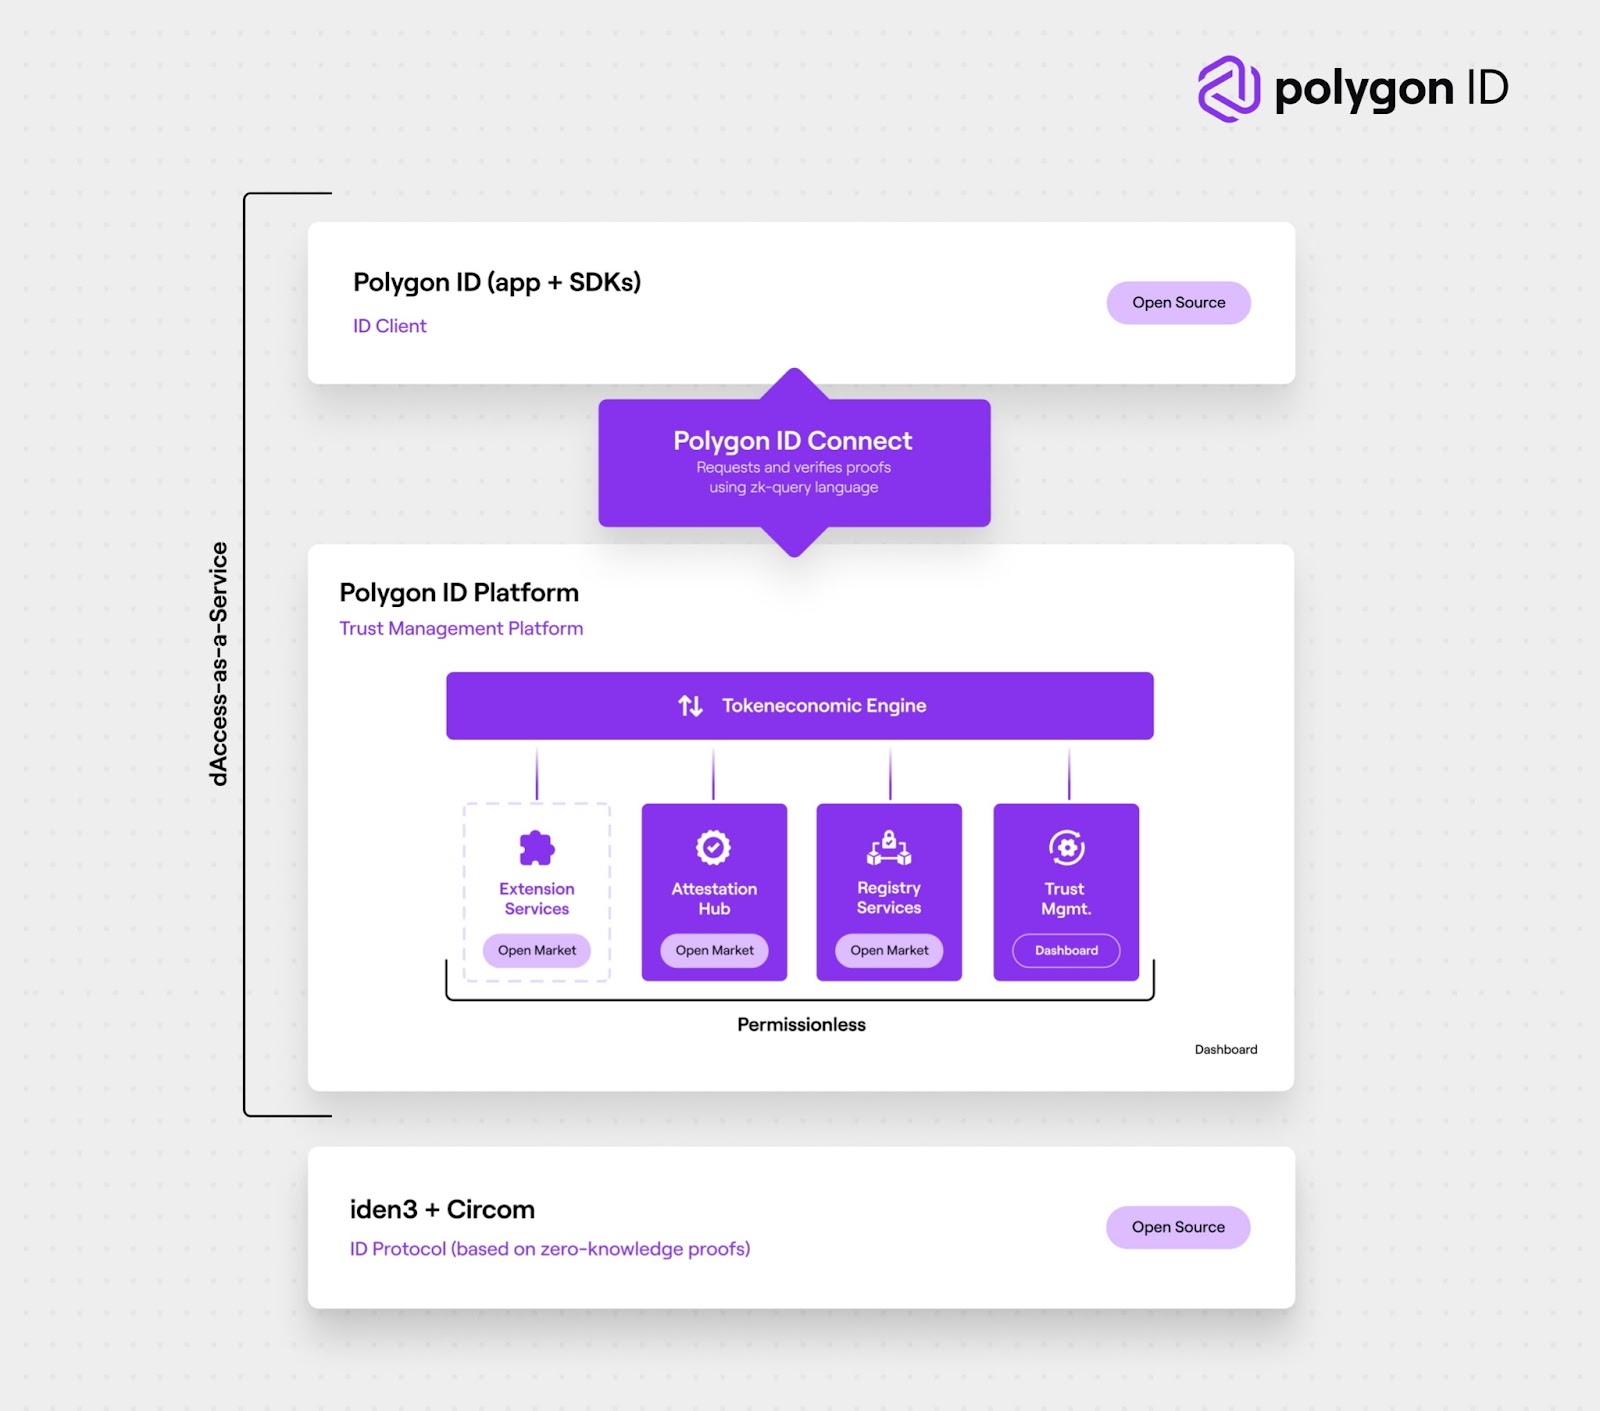 polygon ID
dAccess-as-a-Service
Polygon ID (app + SDKs)
ID Client
Open Source
Polygon ID Connect
Requests and verifies proofs
using zk-query language
Polygon ID Platform
Trust Management Platform
Tokeneconomic Engine
Extension
Services
Open Market
Attestation
Hub
Open Market
Registry
Services
Open Market
Trust
Mgmt.
Dashboard
Permissionless
Dashboard
iden3 + Circom
ID Protocol (based on zero-knowledge proofs)
Open Source